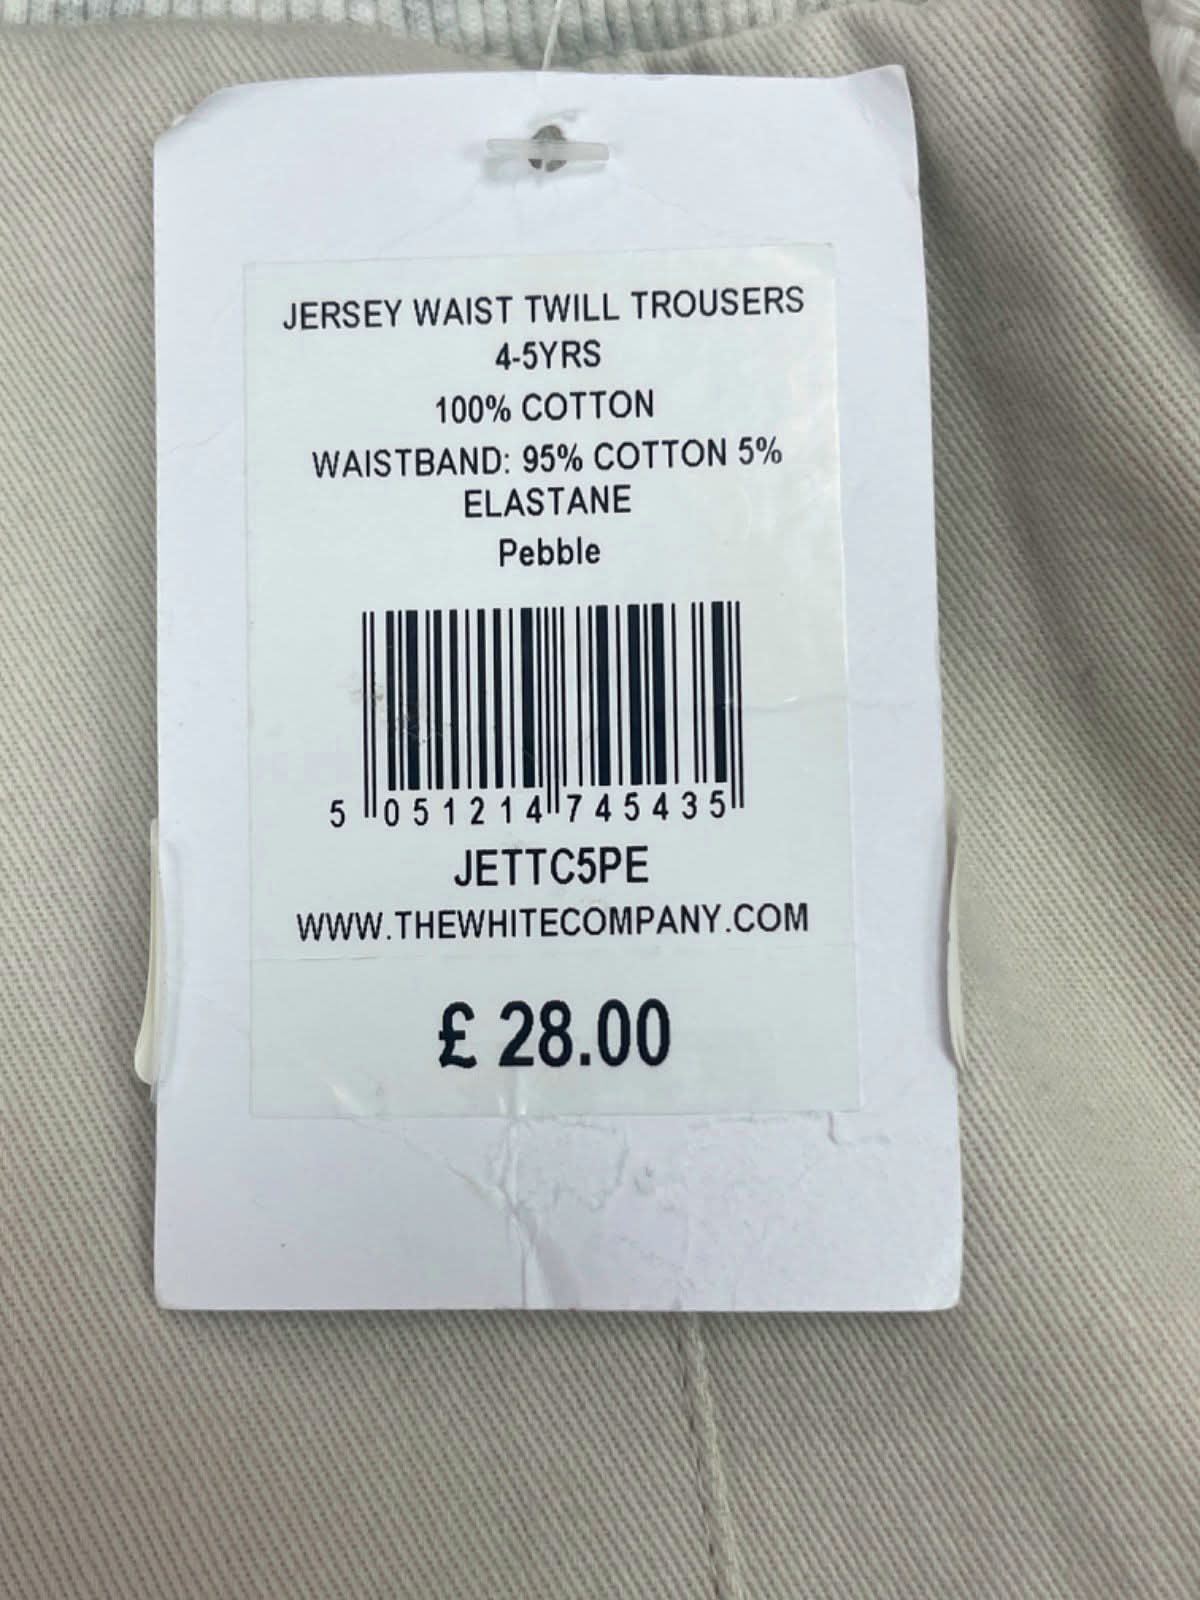 JERSEY WAIST TWILL TROUSERS
4-5YRS
100% COTTON
WAISTBAND: 95% COTTON 5%
ELASTANE
Pebble
5 051214 745435
JETTC5PE
WWW.THEWHITECOMPANY.COM
£ 28.00